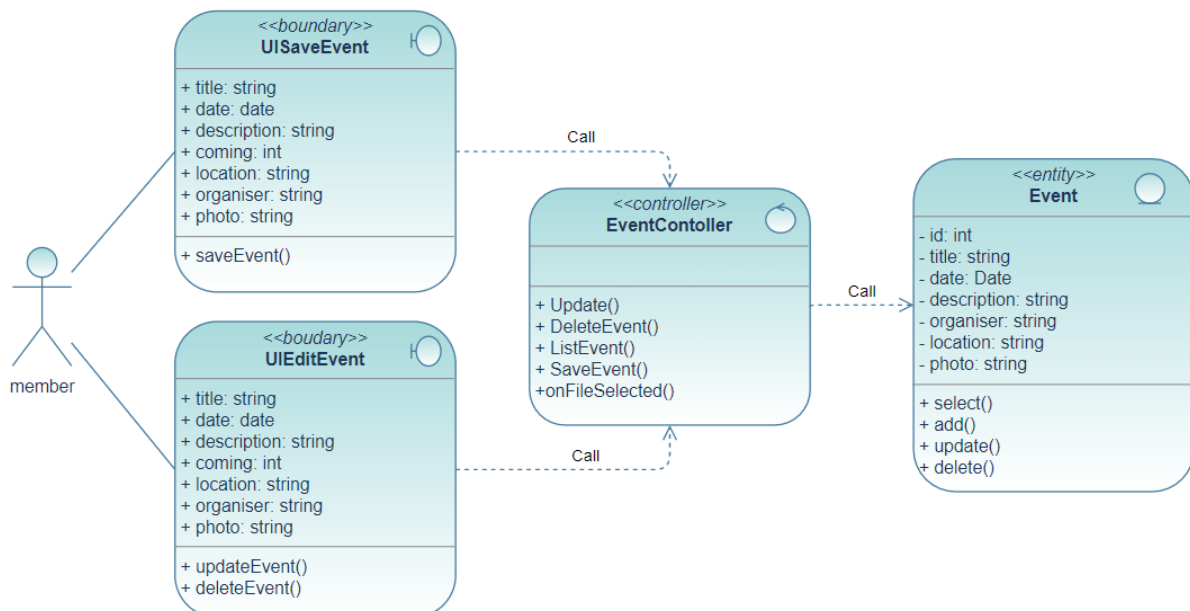 <<boundary>>
UISaveEvent
+ title: string
+ date: date
+ description: string
+ coming: int
+ location: string
+ organiser: string
+ photo: string
+ saveEvent()
member
<<boudary>>
UIEditEvent
+ title: string
+ date: date
+ description: string
+ coming: int
+ location: string
+ organiser: string
+ photo: string
+ updateEvent()
+ deleteEvent()
Call
Call
<<controller>>
EventContoller
+ Update()
+ DeleteEvent()
+ ListEvent()
+ SaveEvent()
+onFileSelected()
Call
<<entity>>
Event
- id: int
- title: string
- date: Date
- description: string
- organiser: string
- location: string
- photo: string
+ select()
+ add()
+ update()
+ delete()